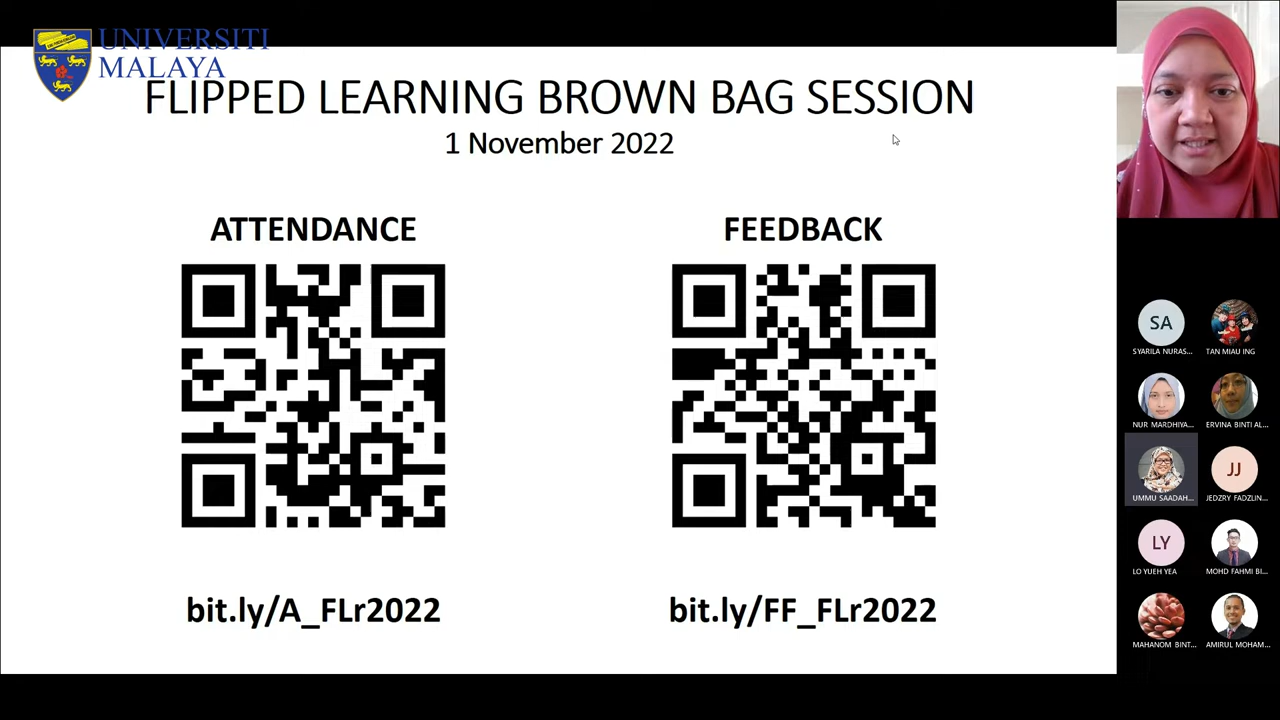 UNIVERSITI
MALAYA
FLIPPED LEARNING BROWN BAG SESSION
1 November 2022
ATTENDANCE
FEEDBACK
bit.ly/A_FLr2022
bit.ly/FF_FLr2022
SA
SYARILA NURAS...
TAN MIAU ING
NUR MARDHIYA...
ERVINA BINTI AL...
UMMU SAADAH...
JJ
JEDZRY FADZLIN...
LY
LO YUEH YEA
MOHD FAHMI BI...
MAHANOM BINT...
AMIRUL MOHAM...